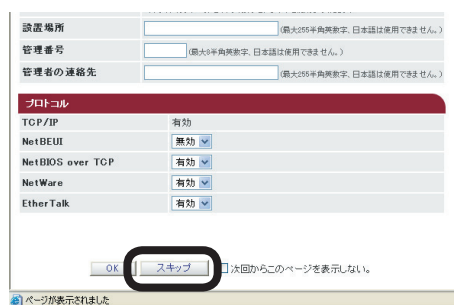 設置場所 (最大255半角英数字、日本語は使用できません。)
管理番号 (最大8半角英数字、日本語は使用できません。)
管理者の連絡先 (最大255半角英数字、日本語は使用できません。)
プロトコル
TCP/IP 有効
NetBEUI 無効
NetBIOS over TCP 有効
NetWare 有効
EtherTalk 有効
OK スキップ 次回からこのページを表示しない。
ページが表示されました